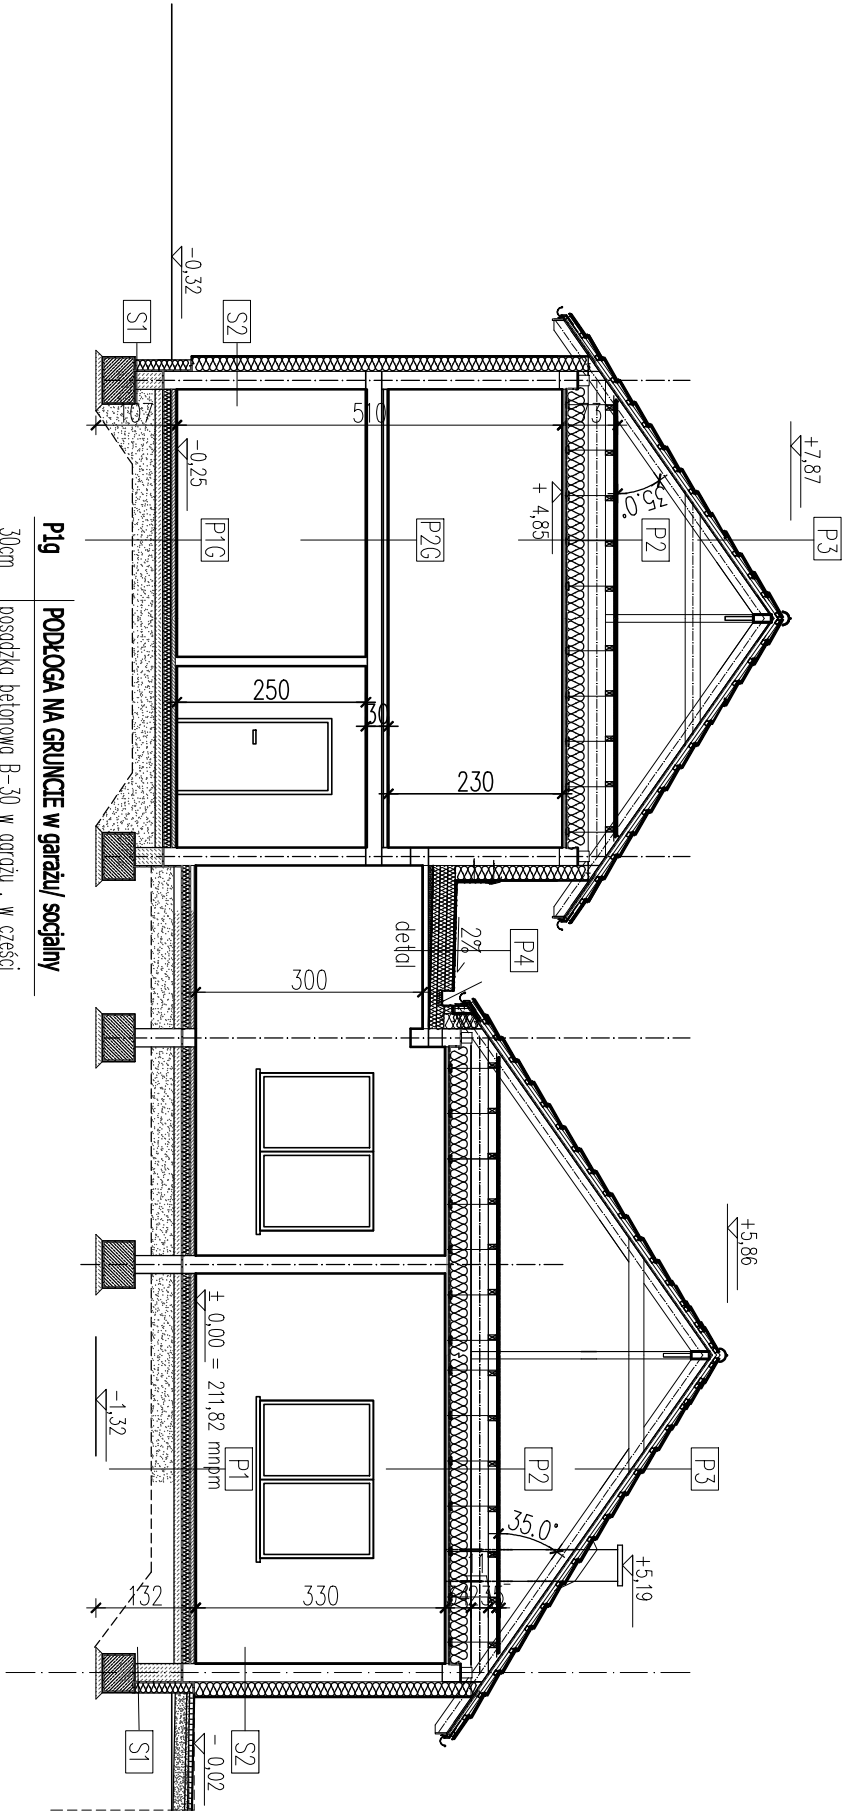 +7,87
P3
35.0°
73
P2
+ 4,85
510
P2G
230
30
250
S2
-0,32
-0,25
P1G
S1
107
+5,86
P3
35.0°
+5,19
P2
P4
2%
detal
300
330
± 0,00 = 211,82 mnpm
P1
S2
- 0,02
132
-1,32
S1
P1g PODŁOGA NA GRUNCIE w garażu/ socjalny
30cm posadzka betonowa B-30 w garażu , w części